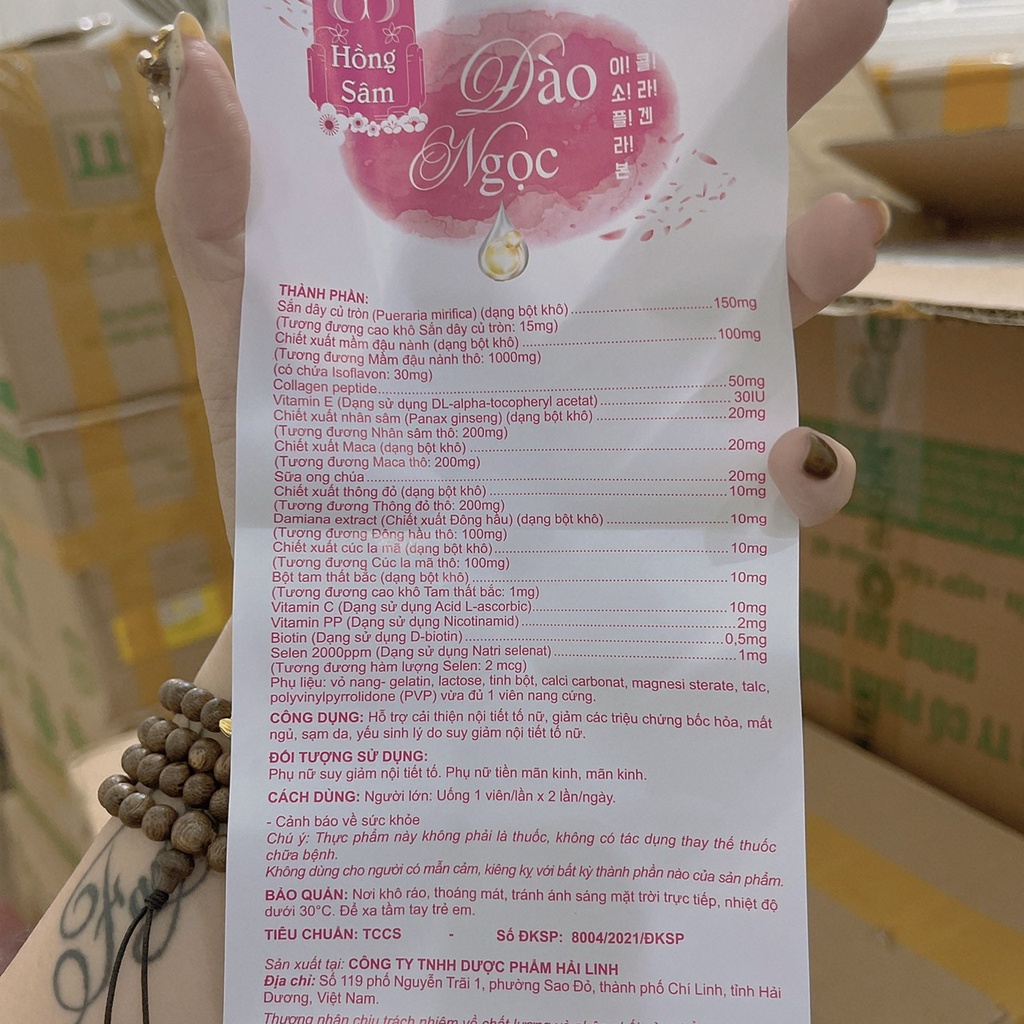 Hồng
Sâm
Đào
Ngọc
콜!라!겐
이!소!플!라!본
THÀNH PHẦN:
Sắn dây củ tròn (Pueraria mirifica) (dạng bột khô) ........ 150mg
(Tương đương cao khô Sắn dây củ tròn: 15mg)
Chiết xuất mầm đậu nành (dạng bột khô) ........ 100mg
(Tương đương Mầm đậu nành thô: 1000mg)
(có chứa Isoflavon: 30mg)
Collagen peptide ........ 50mg
Vitamin E (Dạng sử dụng DL-alpha-tocopheryl acetat) ........ 30IU
Chiết xuất nhân sâm (Panax ginseng) (dạng bột khô) ........ 20mg
(Tương đương Nhân sâm thô: 200mg)
Chiết xuất Maca (dạng bột khô) ........ 20mg
(Tương đương Maca thô: 200mg)
Sữa ong chúa ........ 20mg
Chiết xuất thông đỏ (dạng bột khô) ........ 10mg
(Tương đương Thông đỏ thô: 200mg)
Damiana extract (Chiết xuất Đông hầu) (dạng bột khô) ........ 10mg
(Tương đương Đông hầu thô: 100mg)
Chiết xuất cúc la mã (dạng bột khô) ........ 10mg
(Tương đương Cúc la mã thô: 100mg)
Bột tam thất bắc (dạng bột khô) ........ 10mg
(Tương đương cao khô Tam thất bắc: 1mg)
Vitamin C (Dạng sử dụng Acid L-ascorbic) ........ 10mg
Vitamin PP (Dạng sử dụng Nicotinamid) ........ 2mg
Biotin (Dạng sử dụng D-biotin) ........ 0,5mg
Selen 2000ppm (Dạng sử dụng Natri selenat) ........ 1mg
(Tương đương hàm lượng Selen: 2 mcg)
Phụ liệu: vỏ nang- gelatin, lactose, tinh bột, calci carbonat, magnesi sterate, talc,
polyvinylpyrrolidone (PVP) vừa đủ 1 viên nang cứng.
CÔNG DỤNG: Hỗ trợ cải thiện nội tiết tố nữ, giảm các triệu chứng bốc hỏa, mất
ngủ, sạm da, yếu sinh lý do suy giảm nội tiết tố nữ.
ĐỐI TƯỢNG SỬ DỤNG:
Phụ nữ suy giảm nội tiết tố. Phụ nữ tiền mãn kinh, mãn kinh.
CÁCH DÙNG: Người lớn: Uống 1 viên/lần x 2 lần/ngày.
- Cảnh báo về sức khỏe
Chú ý: Thực phẩm này không phải là thuốc, không có tác dụng thay thế thuốc
chữa bệnh.
Không dùng cho người có mẫn cảm, kiêng kỵ với bất kỳ thành phần nào của sản phẩm.
BẢO QUẢN: Nơi khô ráo, thoáng mát, tránh ánh sáng mặt trời trực tiếp, nhiệt độ
dưới 30°C. Để xa tầm tay trẻ em.
TIÊU CHUẨN: TCCS - Số ĐKSP: 8004/2021/ĐKSP
Sản xuất tại: CÔNG TY TNHH DƯỢC PHẨM HẢI LINH
Địa chỉ: Số 119 phố Nguyễn Trãi 1, phường Sao Đỏ, thành phố Chí Linh, tỉnh Hải
Dương, Việt Nam.
Thương nhân chịu trách nhiệm về chất lượng